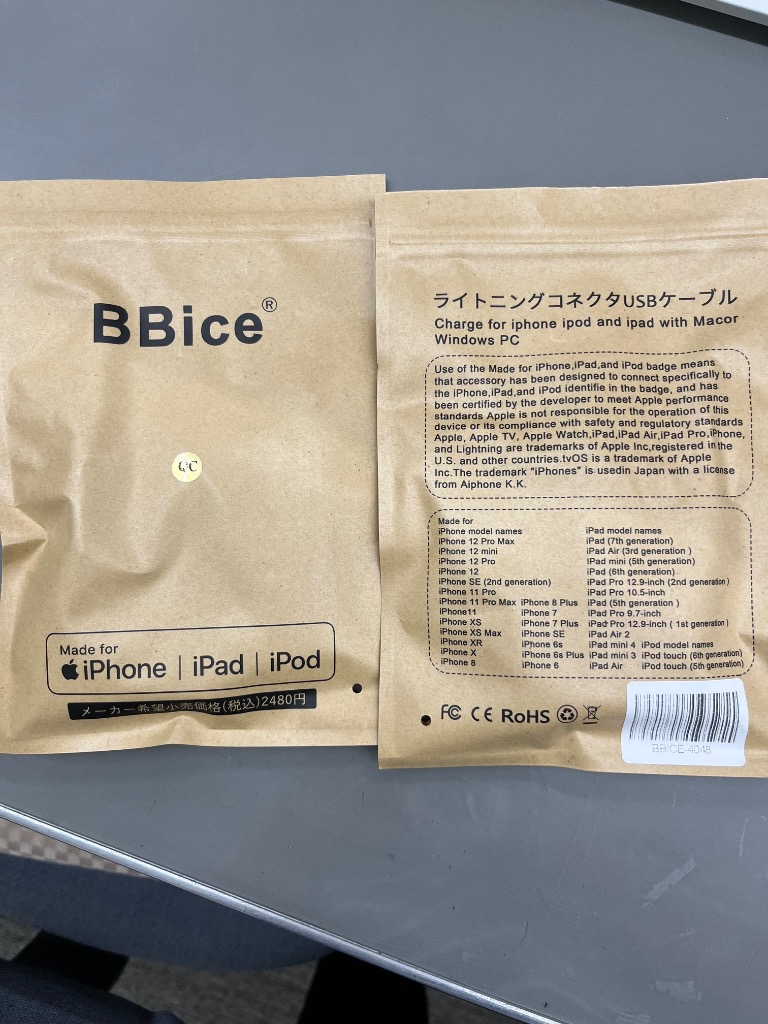 BBice®
QC
Made for
iPhone | iPad | iPod
メーカー希望小売価格(税込)2480円
ライトニングコネクタUSBケーブル
Charge for iphone ipod and ipad with Macor
Windows PC
Use of the Made for iPhone,iPad,and iPod badge means
that accessory has been designed to connect specifically to
the iPhone,iPad,and iPod identifie in the badge, and has
been certified by the developer to meet Apple performance
standards Apple is not responsible for the operation of this
device or its compliance with safety and regulatory standards
Apple, Apple TV, Apple Watch,iPad,iPad Air,iPad Pro,iPhone,
and Lightning are trademarks of Apple Inc,registered in the
U.S. and other countries.tvOS is a trademark of Apple
Inc.The trademark "iPhones" is usedin Japan with a license
from Aiphone K.K.
Made for
iPhone model names
iPhone 12 Pro Max
iPhone 12 mini
iPhone 12 Pro
iPhone 12
iPhone SE (2nd generation)
iPhone 11 Pro
iPhone 11 Pro Max
iPhone11
iPhone XS
iPhone XS Max
iPhone XR
iPhone X
iPhone 8
iPhone 8 Plus
iPhone 7
iPhone 7 Plus
iPhone SE
iPhone 6s
iPhone 6s Plus
iPhone 6
iPad model names
iPad (7th generation)
iPad Air (3rd generation )
iPad mini (5th generation)
iPad (6th generation)
iPad Pro 12.9-inch (2nd generation)
iPad Pro 10.5-inch
iPad (5th generation )
iPad Pro 9.7-inch
iPad Pro 12.9-inch ( 1st generation)
iPad Air 2
iPad mini 4
iPad mini 3
iPad Air
iPod model names
iPod touch (6th generation)
iPod touch (5th generation)
FC CE RoHS
BBICE-4048